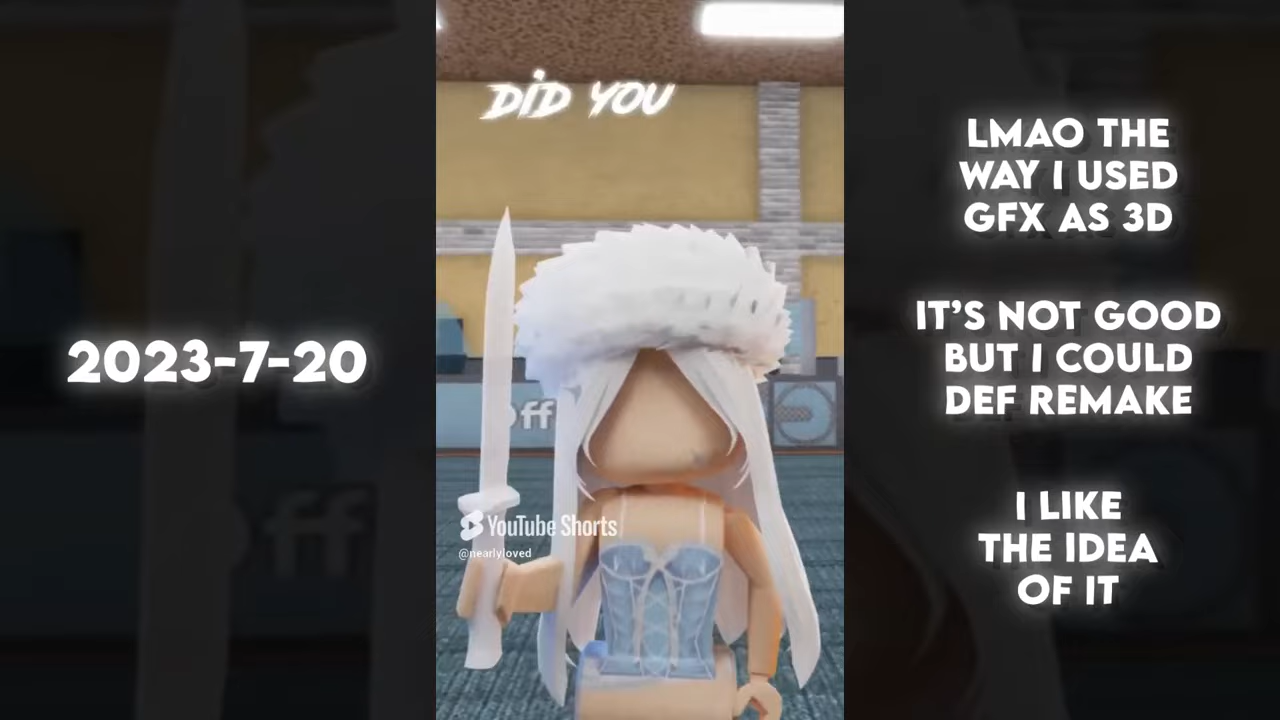 2023-7-20
DID YOU
off
YouTube Shorts
@nearlyloved
LMAO THE
WAY I USED
GFX AS 3D
IT'S NOT GOOD
BUT I COULD
DEF REMAKE
I LIKE
THE IDEA
OF IT